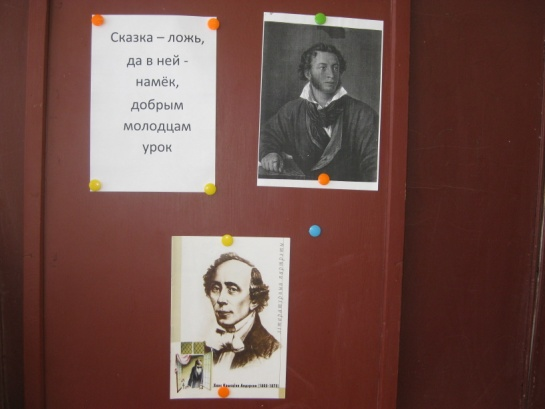 Сказка – ложь,
да в ней -
намёк,
добрым
молодцам
урок